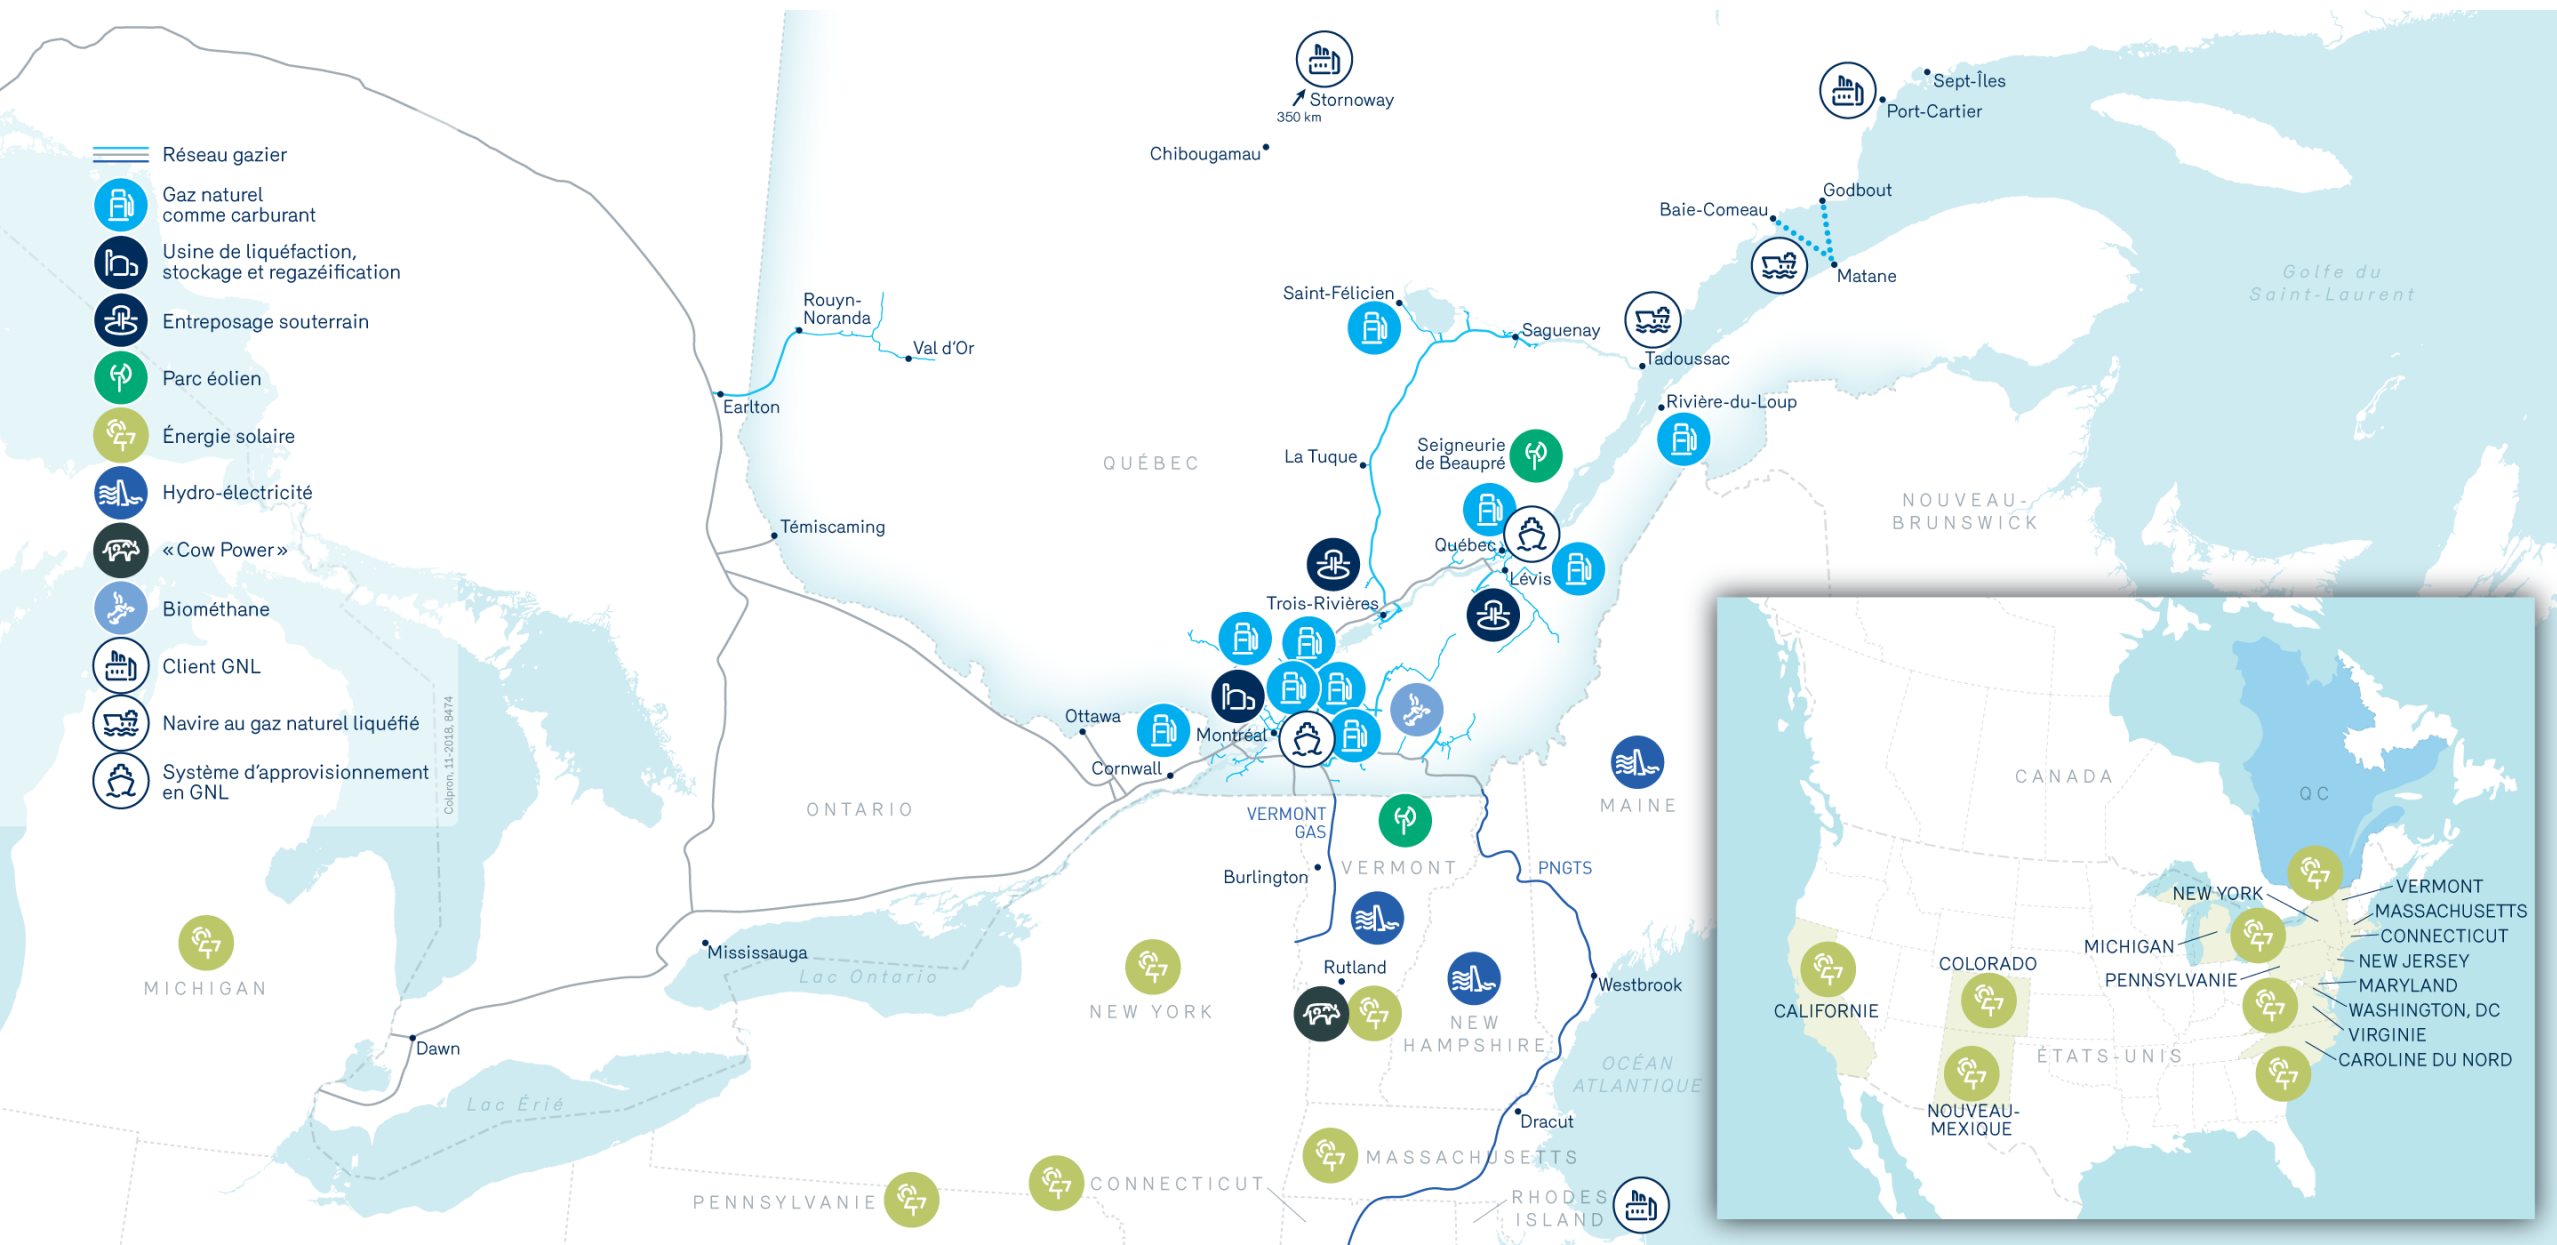 Réseau gazier
Gaz naturel
comme carburant
Usine de liquéfaction,
stockage et regazéification
Entreposage souterrain
Parc éolien
Énergie solaire
Hydro-électricité
«Cow Power»
Biométhane
Client GNL
Navire au gaz naturel liquéfié
Système d’approvisionnement
en GNL
Colpron, 11-2018, 8474
Stornoway
350 km
Chibougamau
Sept-Îles
Port-Cartier
Godbout
Baie-Comeau
Matane
Golfe du
Saint-Laurent
Rouyn-
Noranda
Val d’Or
Earlton
Saint-Félicien
Saguenay
Tadoussac
Rivière-du-Loup
QUÉBEC
La Tuque
Seigneurie
de Beaupré
NOUVEAU-
BRUNSWICK
Témiscaming
Québec
Lévis
Trois-Rivières
Ottawa
Montréal
Cornwall
ONTARIO
VERMONT
GAS
MAINE
Burlington
VERMONT
PNGTS
MICHIGAN
Mississauga
Lac Ontario
NEW YORK
Rutland
NEW
HAMPSHIRE
Westbrook
Dawn
Lac Érié
OCÉAN
ATLANTIQUE
Dracut
MASSACHUSETTS
PENNSYLVANIE
CONNECTICUT
RHODES
ISLAND
CANADA
QC
NEW YORK
VERMONT
MASSACHUSETTS
CONNECTICUT
MICHIGAN
NEW JERSEY
PENNSYLVANIE
MARYLAND
WASHINGTON, DC
VIRGINIE
CAROLINE DU NORD
COLORADO
CALIFORNIE
ÉTATS-UNIS
NOUVEAU-
MEXIQUE